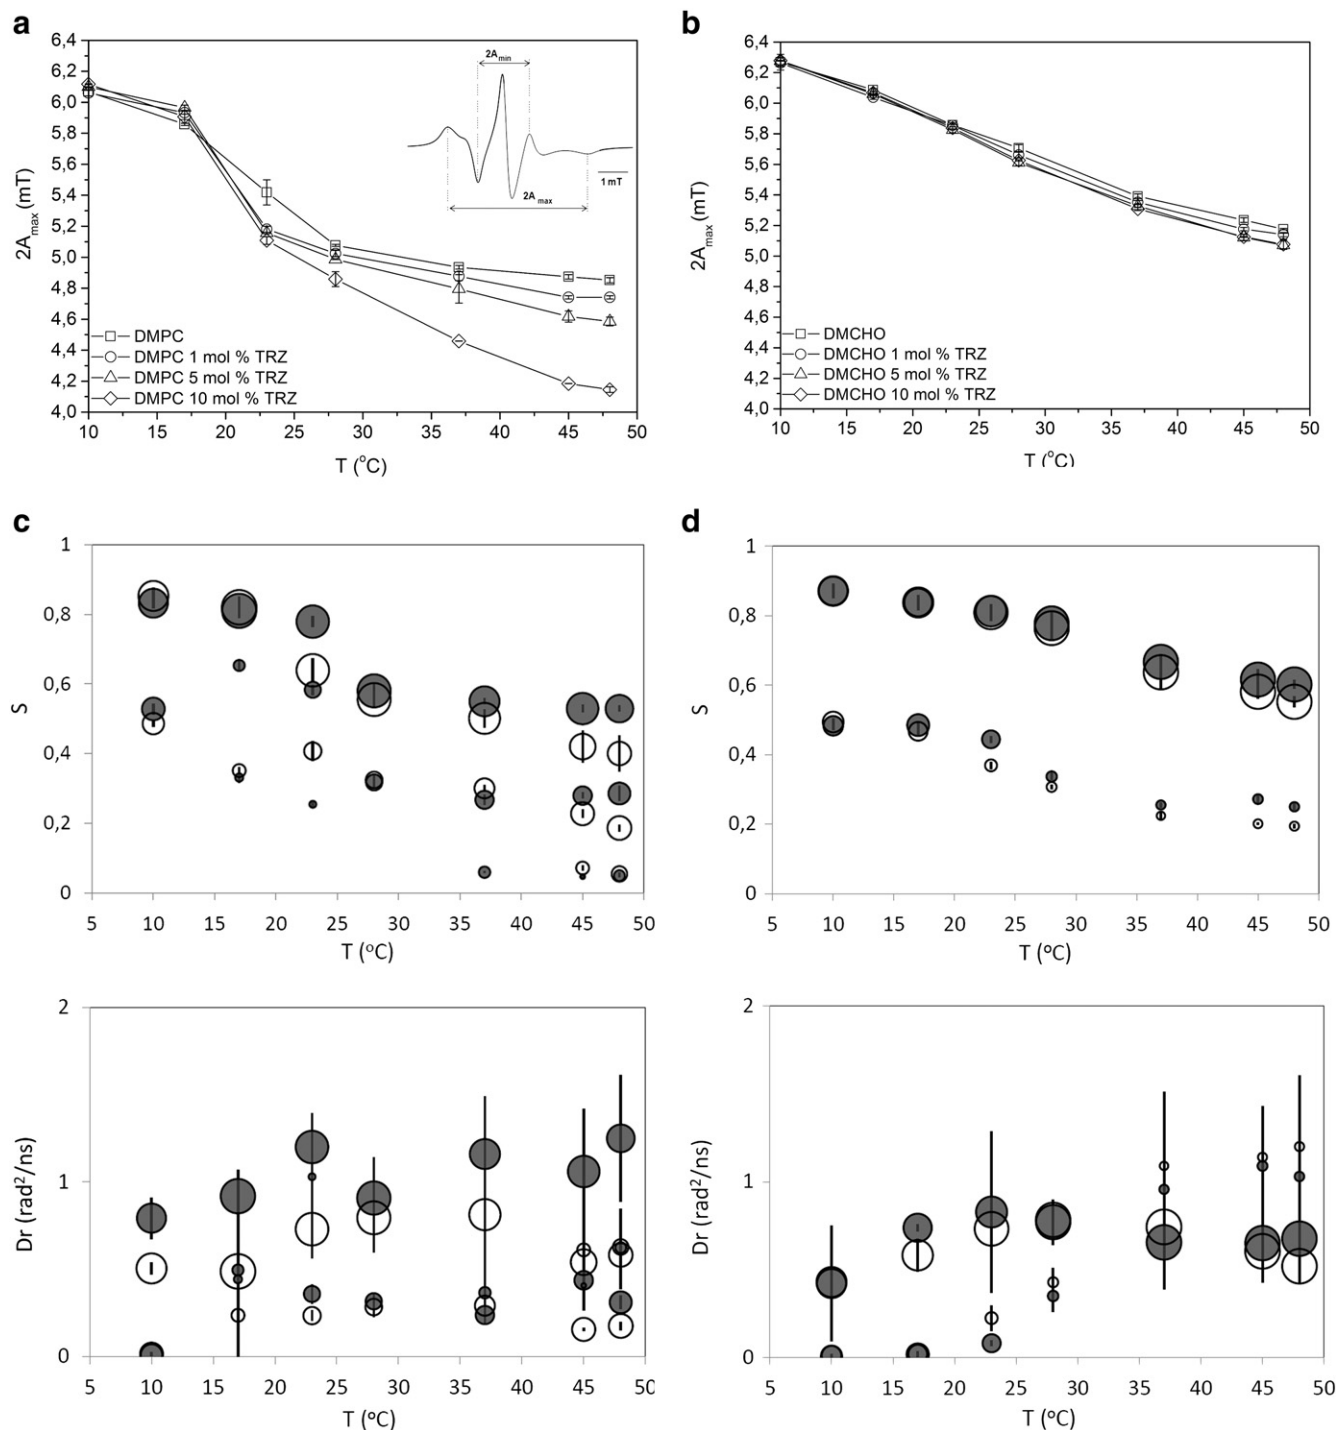 a
6,4
6,2
6,0
5,8
5,6
5,4
5,2
5,0
4,8
4,6
4,4
4,2
4,0
2Amax (mT)
2Amin
2Amax
1 mT
DMPC
DMPC 1 mol % TRZ
DMPC 5 mol % TRZ
DMPC 10 mol % TRZ
10 15 20 25 30 35 40 45 50
T (°C)
b
6,4
6,2
6,0
5,8
5,6
5,4
5,2
5,0
4,8
4,6
4,4
4,2
4,0
2Amax (mT)
DMCHO
DMCHO 1 mol % TRZ
DMCHO 5 mol % TRZ
DMCHO 10 mol % TRZ
10 15 20 25 30 35 40 45 50
T (°C)
c
1
0,8
0,6
0,4
0,2
0
S
5 10 15 20 25 30 35 40 45 50
T (°C)
d
1
0,8
0,6
0,4
0,2
0
S
5 10 15 20 25 30 35 40 45 50
T (°C)
2
1
0
Dr (rad²/ns)
5 10 15 20 25 30 35 40 45 50
T (°C)
2
1
0
Dr (rad²/ns)
5 10 15 20 25 30 35 40 45 50
T (°C)